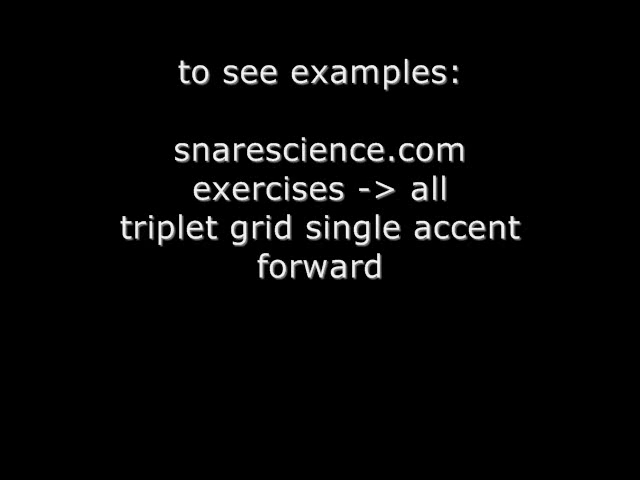 to see examples:
snarescience.com
exercises -> all
triplet grid single accent
forward